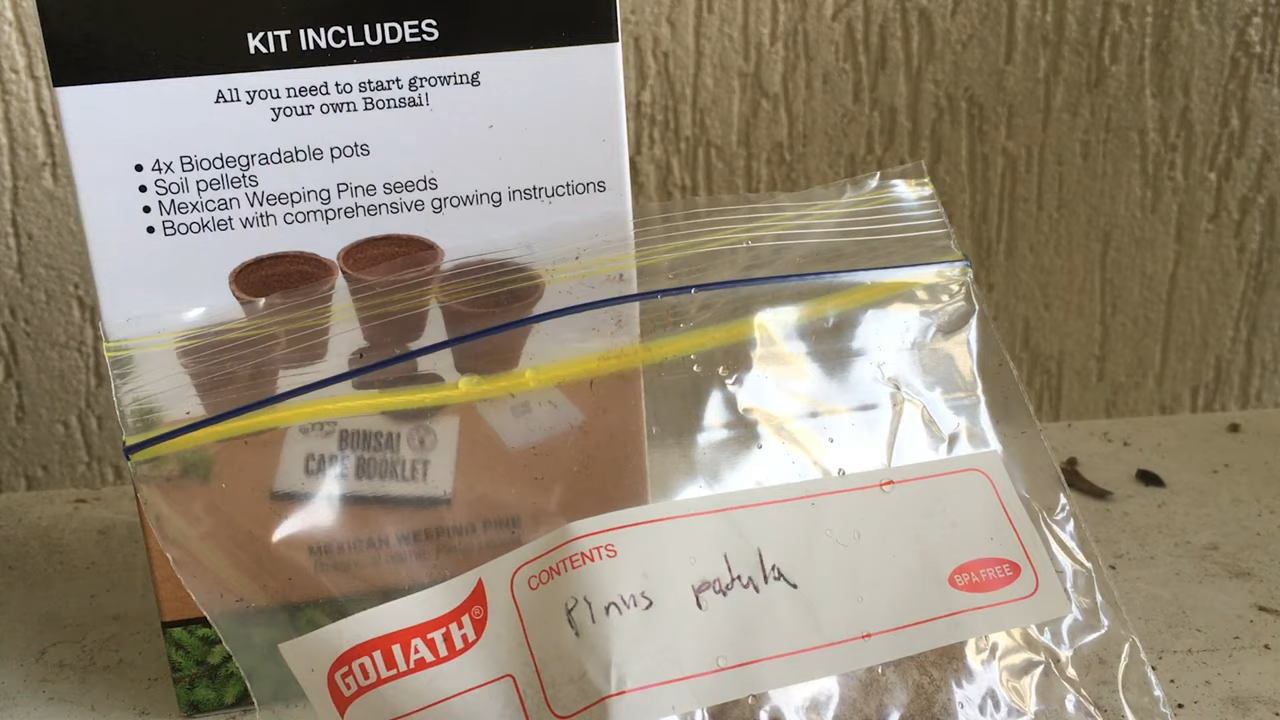 KIT INCLUDES
All you need to start growing
your own Bonsai!
• 4x Biodegradable pots
• Soil pellets
• Mexican Weeping Pine seeds
• Booklet with comprehensive growing instructions
BONSAI
CARE BOOKLET
MEXICAN WEEPING PINE
CONTENTS
Pinus patula
BPA FREE
GOLIATH®